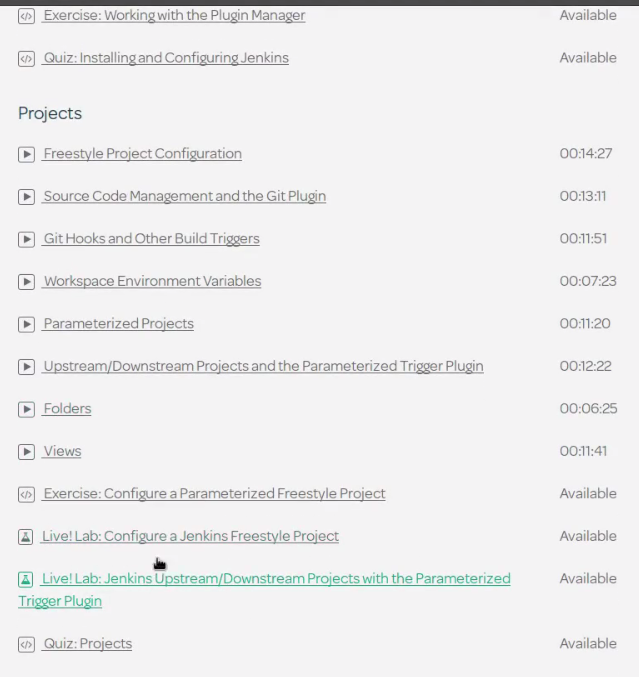 Exercise: Working with the Plugin Manager Available
Quiz: Installing and Configuring Jenkins Available
Projects
Freestyle Project Configuration 00:14:27
Source Code Management and the Git Plugin 00:13:11
Git Hooks and Other Build Triggers 00:11:51
Workspace Environment Variables 00:07:23
Parameterized Projects 00:11:20
Upstream/Downstream Projects and the Parameterized Trigger Plugin 00:12:22
Folders 00:06:25
Views 00:11:41
Exercise: Configure a Parameterized Freestyle Project Available
Live! Lab: Configure a Jenkins Freestyle Project Available
Live! Lab: Jenkins Upstream/Downstream Projects with the Parameterized Available
Trigger Plugin
Quiz: Projects Available